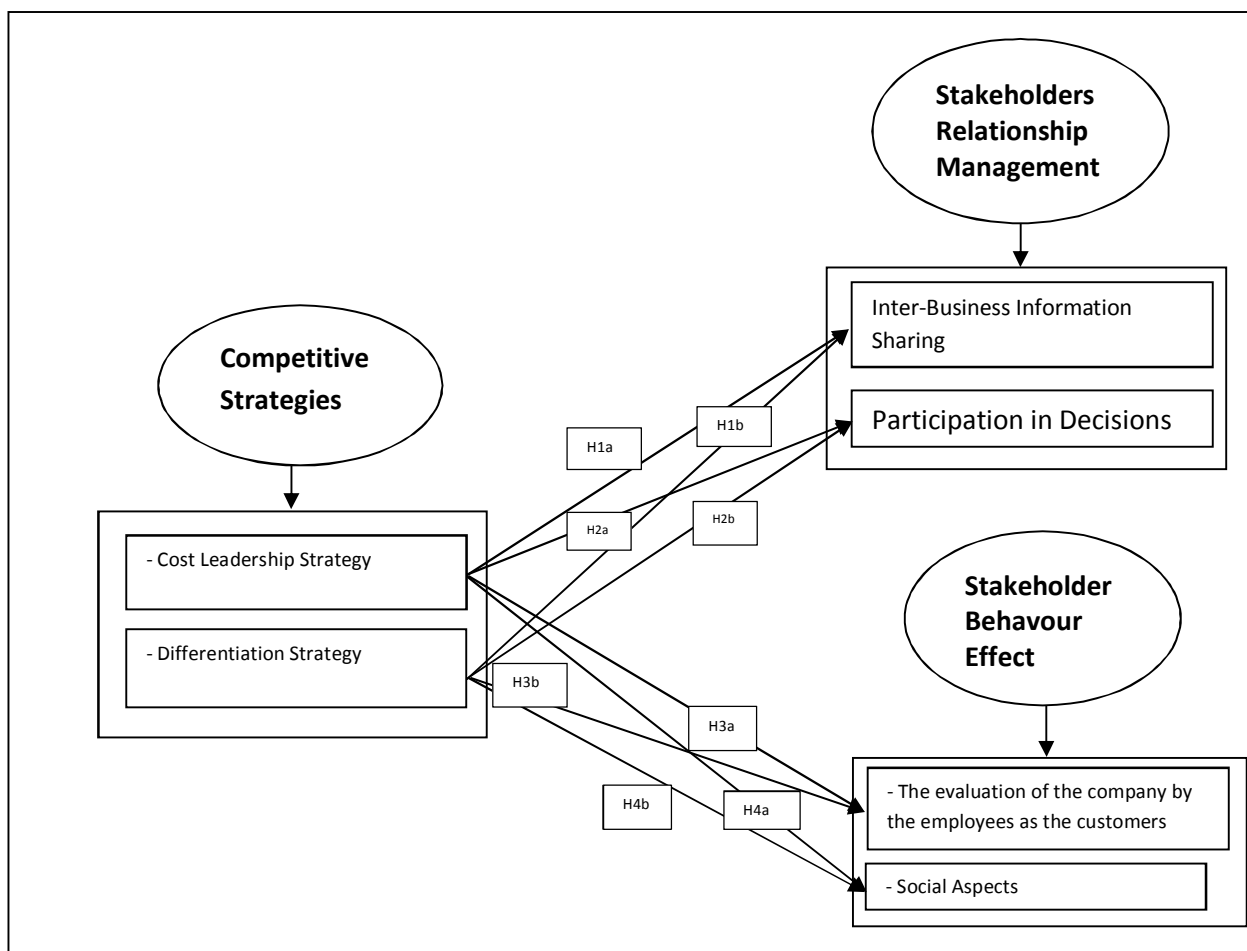 Stakeholders
Relationship
Management
Inter-Business Information
Sharing
Participation in Decisions
Competitive
Strategies
H1a
H1b
H2a
H2b
- Cost Leadership Strategy
- Differentiation Strategy
Stakeholder
Behavour
Effect
H3b
H3a
H4b
H4a
- The evaluation of the company by
the employees as the customers
- Social Aspects